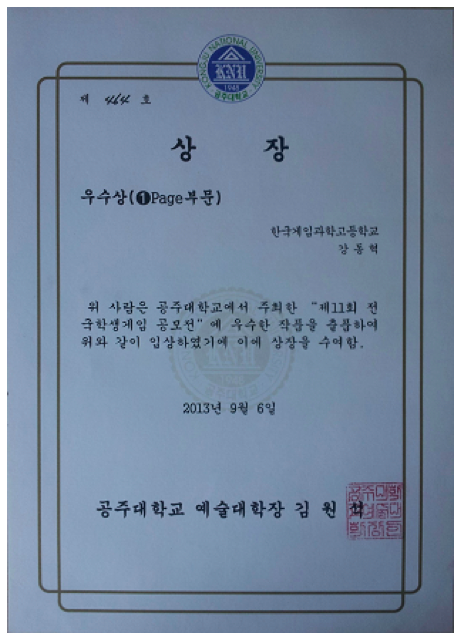 KONGJU NATIONAL UNIVERSITY
KNU
1948
공주대학교
제 464 호
상 장
우수상(❶Page부문)
한국게임과학고등학교
강동혁
위 사람은 공주대학교에서 주최한 “제11회 전
국학생게임 공모전”에 우수한 작품을 출품하여
위와 같이 입상하였기에 이에 상장을 수여함.
2013년 9월 6일
공주대학교 예술대학장 김 원 석